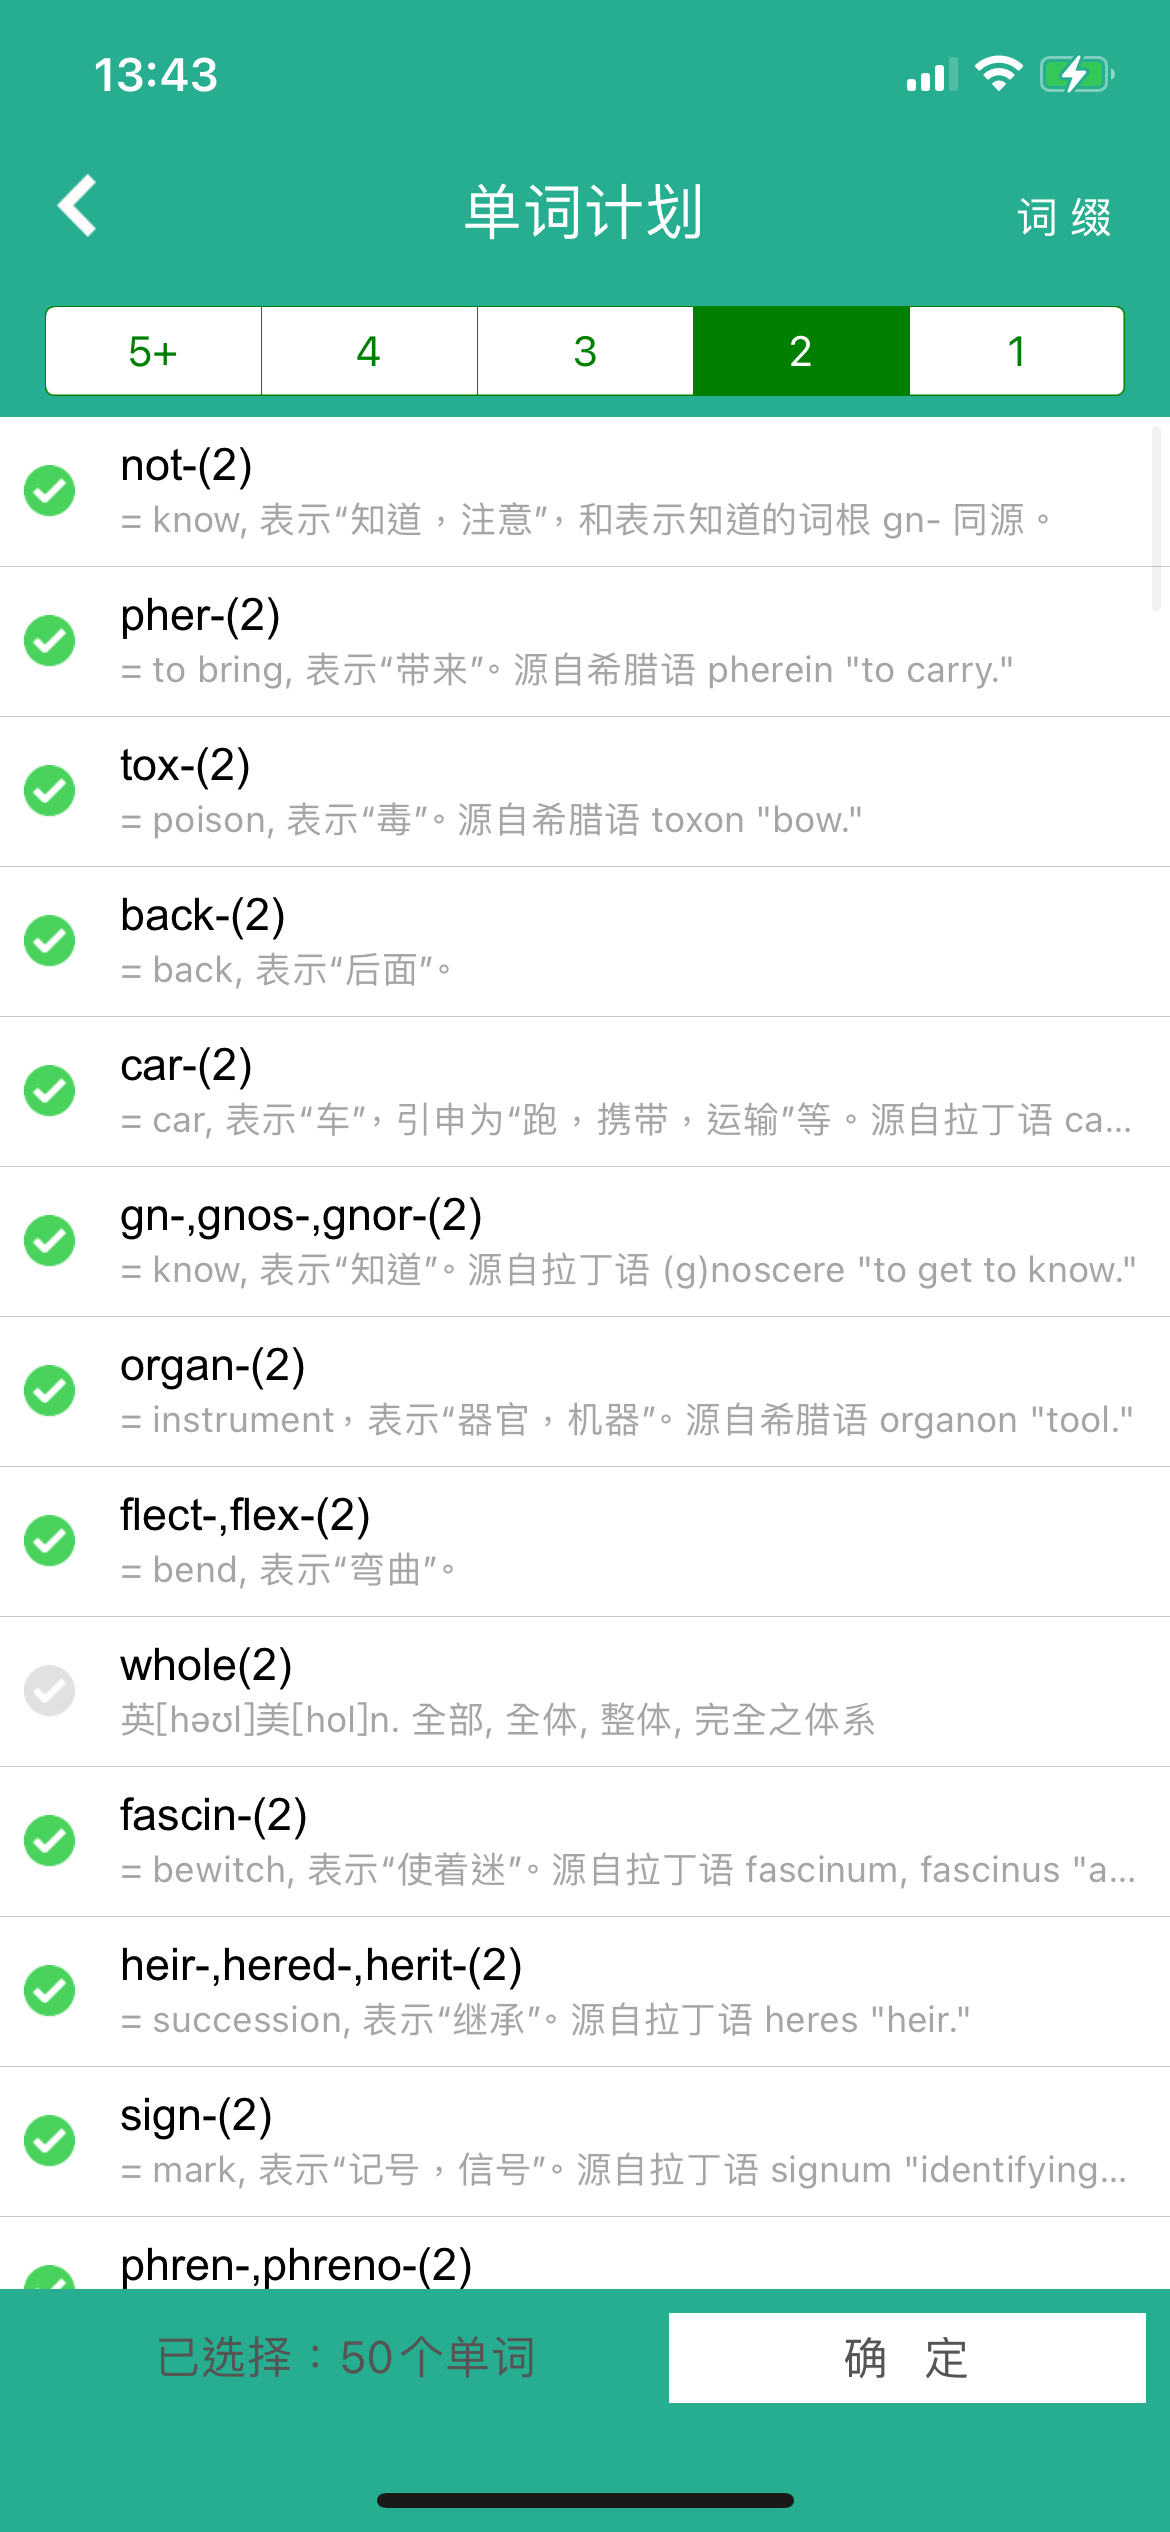 13:43
单词计划
词 缀
5+
4
3
2
1
not-(2)
= know, 表示“知道，注意”，和表示知道的词根 gn- 同源。
pher-(2)
= to bring, 表示“带来”。源自希腊语 pherein "to carry."
tox-(2)
= poison, 表示“毒”。源自希腊语 toxon "bow."
back-(2)
= back, 表示“后面”。
car-(2)
= car, 表示“车”，引申为“跑，携带，运输”等。源自拉丁语 ca...
gn-,gnos-,gnor-(2)
= know, 表示“知道”。源自拉丁语 (g)noscere "to get to know."
organ-(2)
= instrument，表示“器官，机器”。源自希腊语 organon "tool."
flect-,flex-(2)
= bend, 表示“弯曲”。
whole(2)
英[həʊl]美[hol]n. 全部, 全体, 整体, 完全之体系
fascin-(2)
= bewitch, 表示“使着迷”。源自拉丁语 fascinum, fascinus "a...
heir-,hered-,herit-(2)
= succession, 表示“继承”。源自拉丁语 heres "heir."
sign-(2)
= mark, 表示“记号，信号”。源自拉丁语 signum "identifying...
phren-,phreno-(2)
已选择：50个单词
确 定